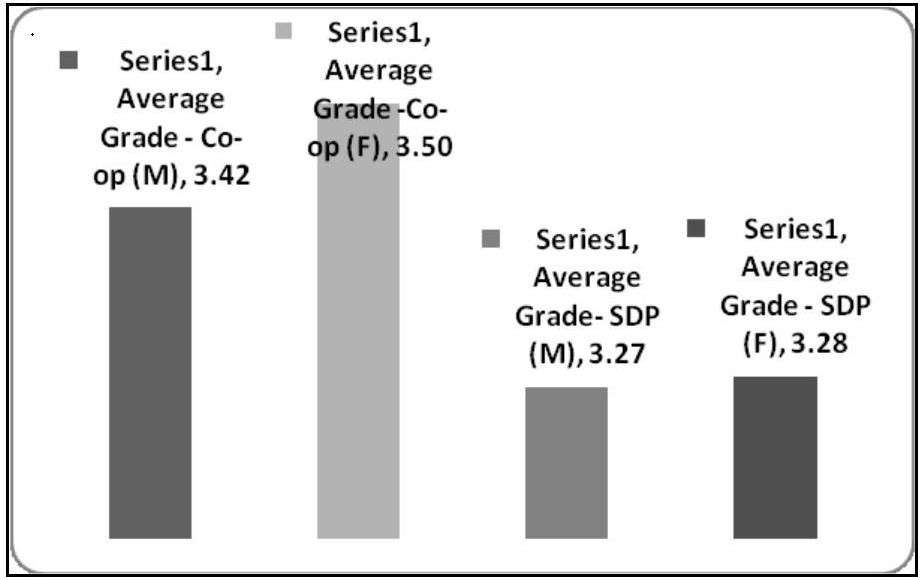 Series1,
Average
Grade - Co-
op (M), 3.42
Series1,
Average
Grade -Co-
op (F), 3.50
Series1,
Average
Grade- SDP
(M), 3.27
Series1,
Average
Grade - SDP
(F), 3.28